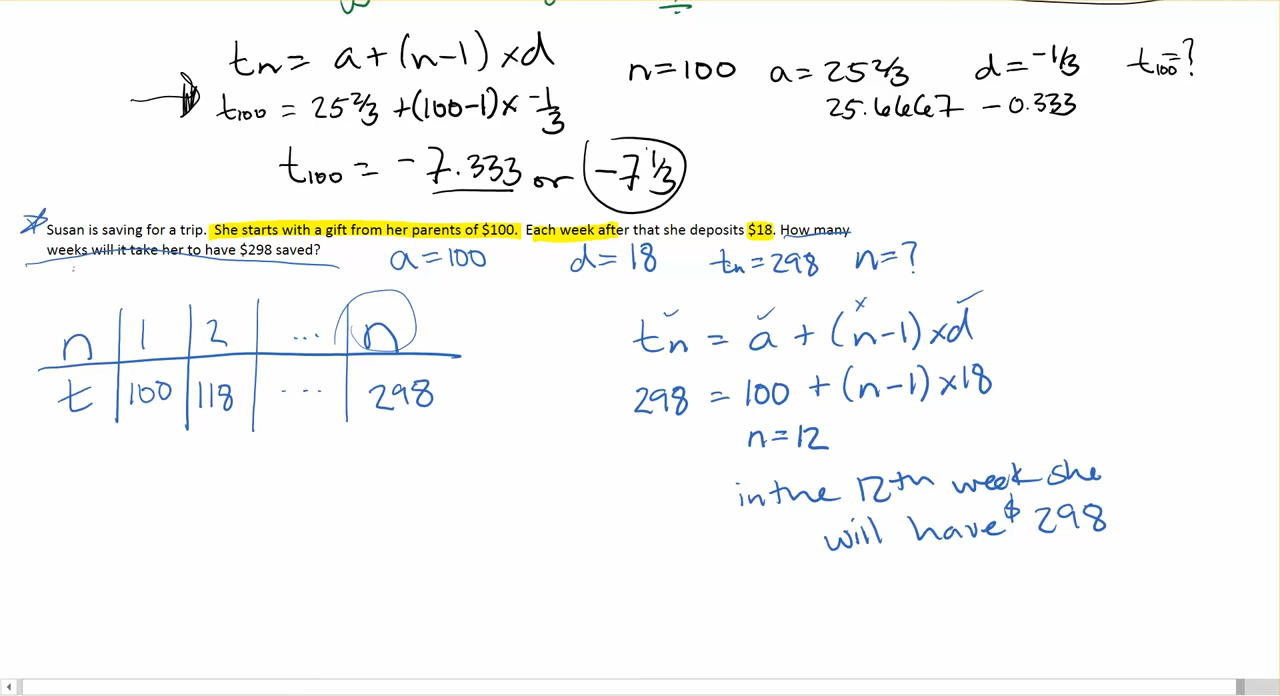 tn = a + (n-1) × d
n=100 a = 25 2/3 d = -1/3 t100 = ?
t100 = 25 2/3 + (100-1) × -1/3
25.6667 -0.333
t100 = -7.333 or -7 1/3
Susan is saving for a trip. She starts with a gift from her parents of $100. Each week after that she deposits $18. How many
weeks will it take her to have $298 saved?
a = 100 d = 18 tn = 298 n = ?
n 1 2 ... n
t 100 118 ... 298
tn = a + (n-1) × d
298 = 100 + (n-1) × 18
n = 12
in the 12th week she
will have $298